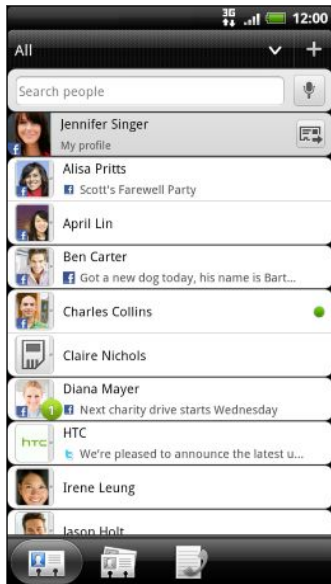 3G
12:00
All
Search people
Jennifer Singer
My profile
Alisa Pritts
Scott's Farewell Party
April Lin
Ben Carter
Got a new dog today, his name is Bart...
Charles Collins
Claire Nichols
Diana Mayer
1
Next charity drive starts Wednesday
HTC
hTC
We're pleased to announce the latest u...
Irene Leung
Jason Holt